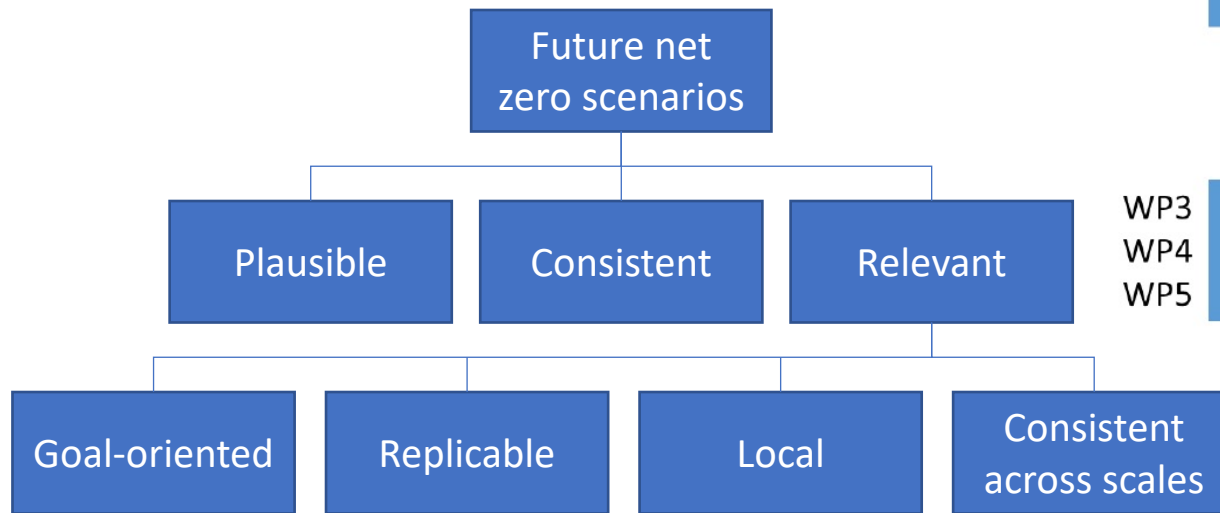 Future net
zero scenarios
Plausible
Consistent
Relevant
WP3
WP4
WP5
Goal-oriented
Replicable
Local
Consistent
across scales